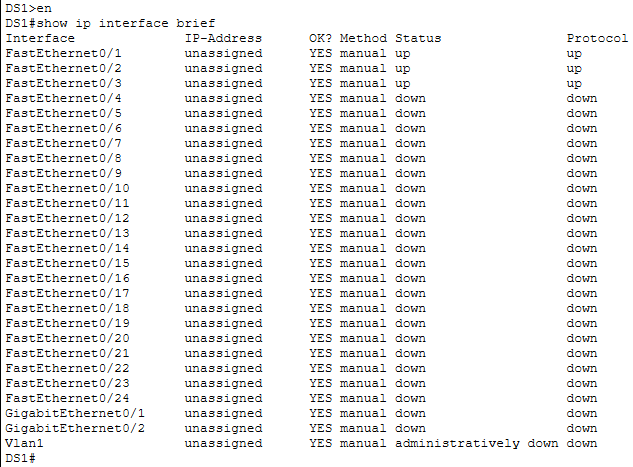 DS1>en
DS1#show ip interface brief
Interface              IP-Address      OK? Method Status                Protocol
FastEthernet0/1        unassigned      YES manual up                    up
FastEthernet0/2        unassigned      YES manual up                    up
FastEthernet0/3        unassigned      YES manual up                    up
FastEthernet0/4        unassigned      YES manual down                  down
FastEthernet0/5        unassigned      YES manual down                  down
FastEthernet0/6        unassigned      YES manual down                  down
FastEthernet0/7        unassigned      YES manual down                  down
FastEthernet0/8        unassigned      YES manual down                  down
FastEthernet0/9        unassigned      YES manual down                  down
FastEthernet0/10       unassigned      YES manual down                  down
FastEthernet0/11       unassigned      YES manual down                  down
FastEthernet0/12       unassigned      YES manual down                  down
FastEthernet0/13       unassigned      YES manual down                  down
FastEthernet0/14       unassigned      YES manual down                  down
FastEthernet0/15       unassigned      YES manual down                  down
FastEthernet0/16       unassigned      YES manual down                  down
FastEthernet0/17       unassigned      YES manual down                  down
FastEthernet0/18       unassigned      YES manual down                  down
FastEthernet0/19       unassigned      YES manual down                  down
FastEthernet0/20       unassigned      YES manual down                  down
FastEthernet0/21       unassigned      YES manual down                  down
FastEthernet0/22       unassigned      YES manual down                  down
FastEthernet0/23       unassigned      YES manual down                  down
FastEthernet0/24       unassigned      YES manual down                  down
GigabitEthernet0/1     unassigned      YES manual down                  down
GigabitEthernet0/2     unassigned      YES manual down                  down
Vlan1                  unassigned      YES manual administratively down down
DS1#